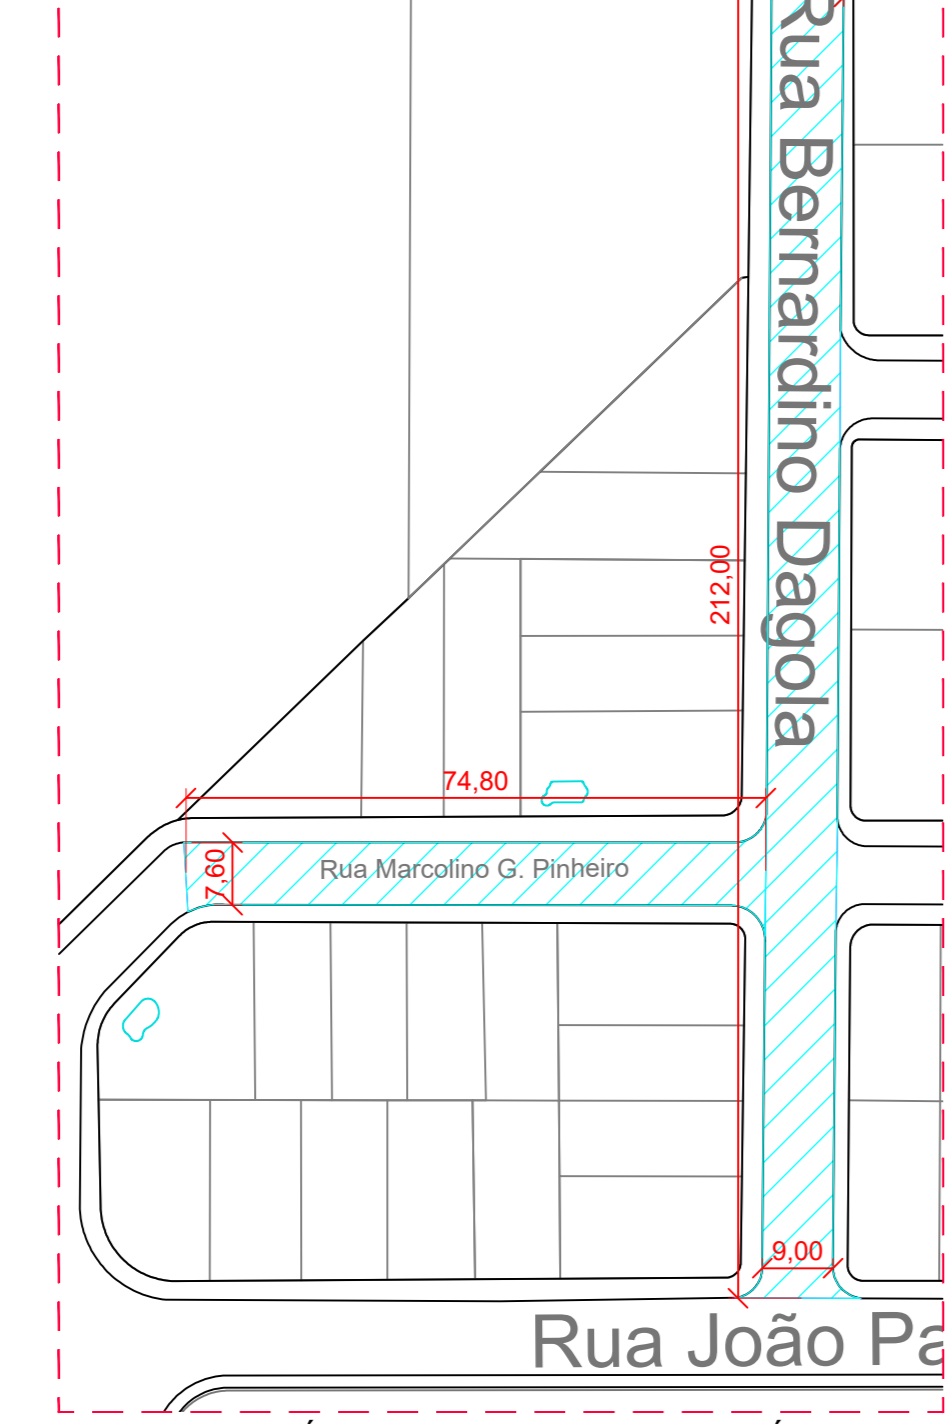 Rua Bernardino Dagola
212,00
74,80
7,60
Rua Marcolino G. Pinheiro
9,00
Rua João Pa